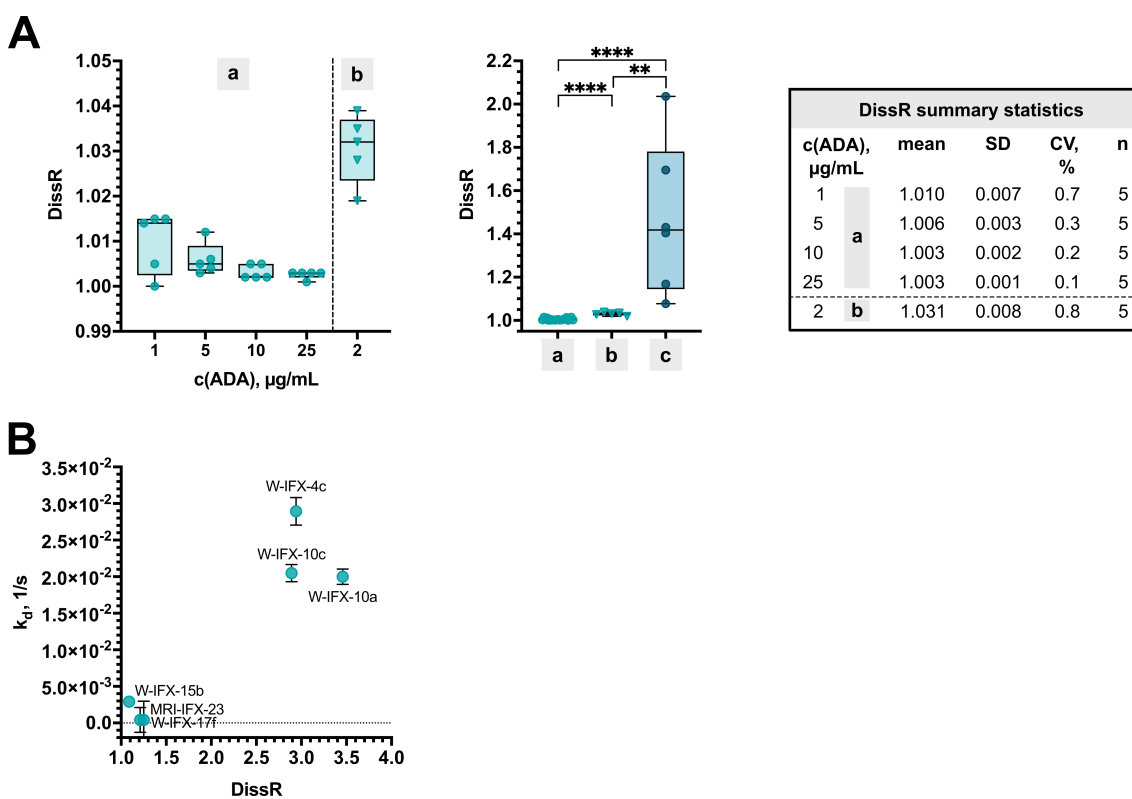 A
1.05
1.04
1.03
1.02
1.01
1.00
0.99
DissR
a
b
1
5
10
25
2
c(ADA), µg/mL
2.2
2.0
1.8
1.6
1.4
1.2
1.0
DissR
****
**
****
a
b
c
DissR summary statistics
c(ADA), µg/mL mean SD CV, % n
1 1.010 0.007 0.7 5
5 1.006 0.003 0.3 5
a
10 1.003 0.002 0.2 5
25 1.003 0.001 0.1 5
2 b 1.031 0.008 0.8 5
B
3.5×10-2
3.0×10-2
2.5×10-2
2.0×10-2
1.5×10-2
1.0×10-2
5.0×10-3
0.0
kd, 1/s
W-IFX-4c
W-IFX-10c
W-IFX-10a
W-IFX-15b
MRI-IFX-23
W-IFX-17f
1.0 1.5 2.0 2.5 3.0 3.5 4.0
DissR